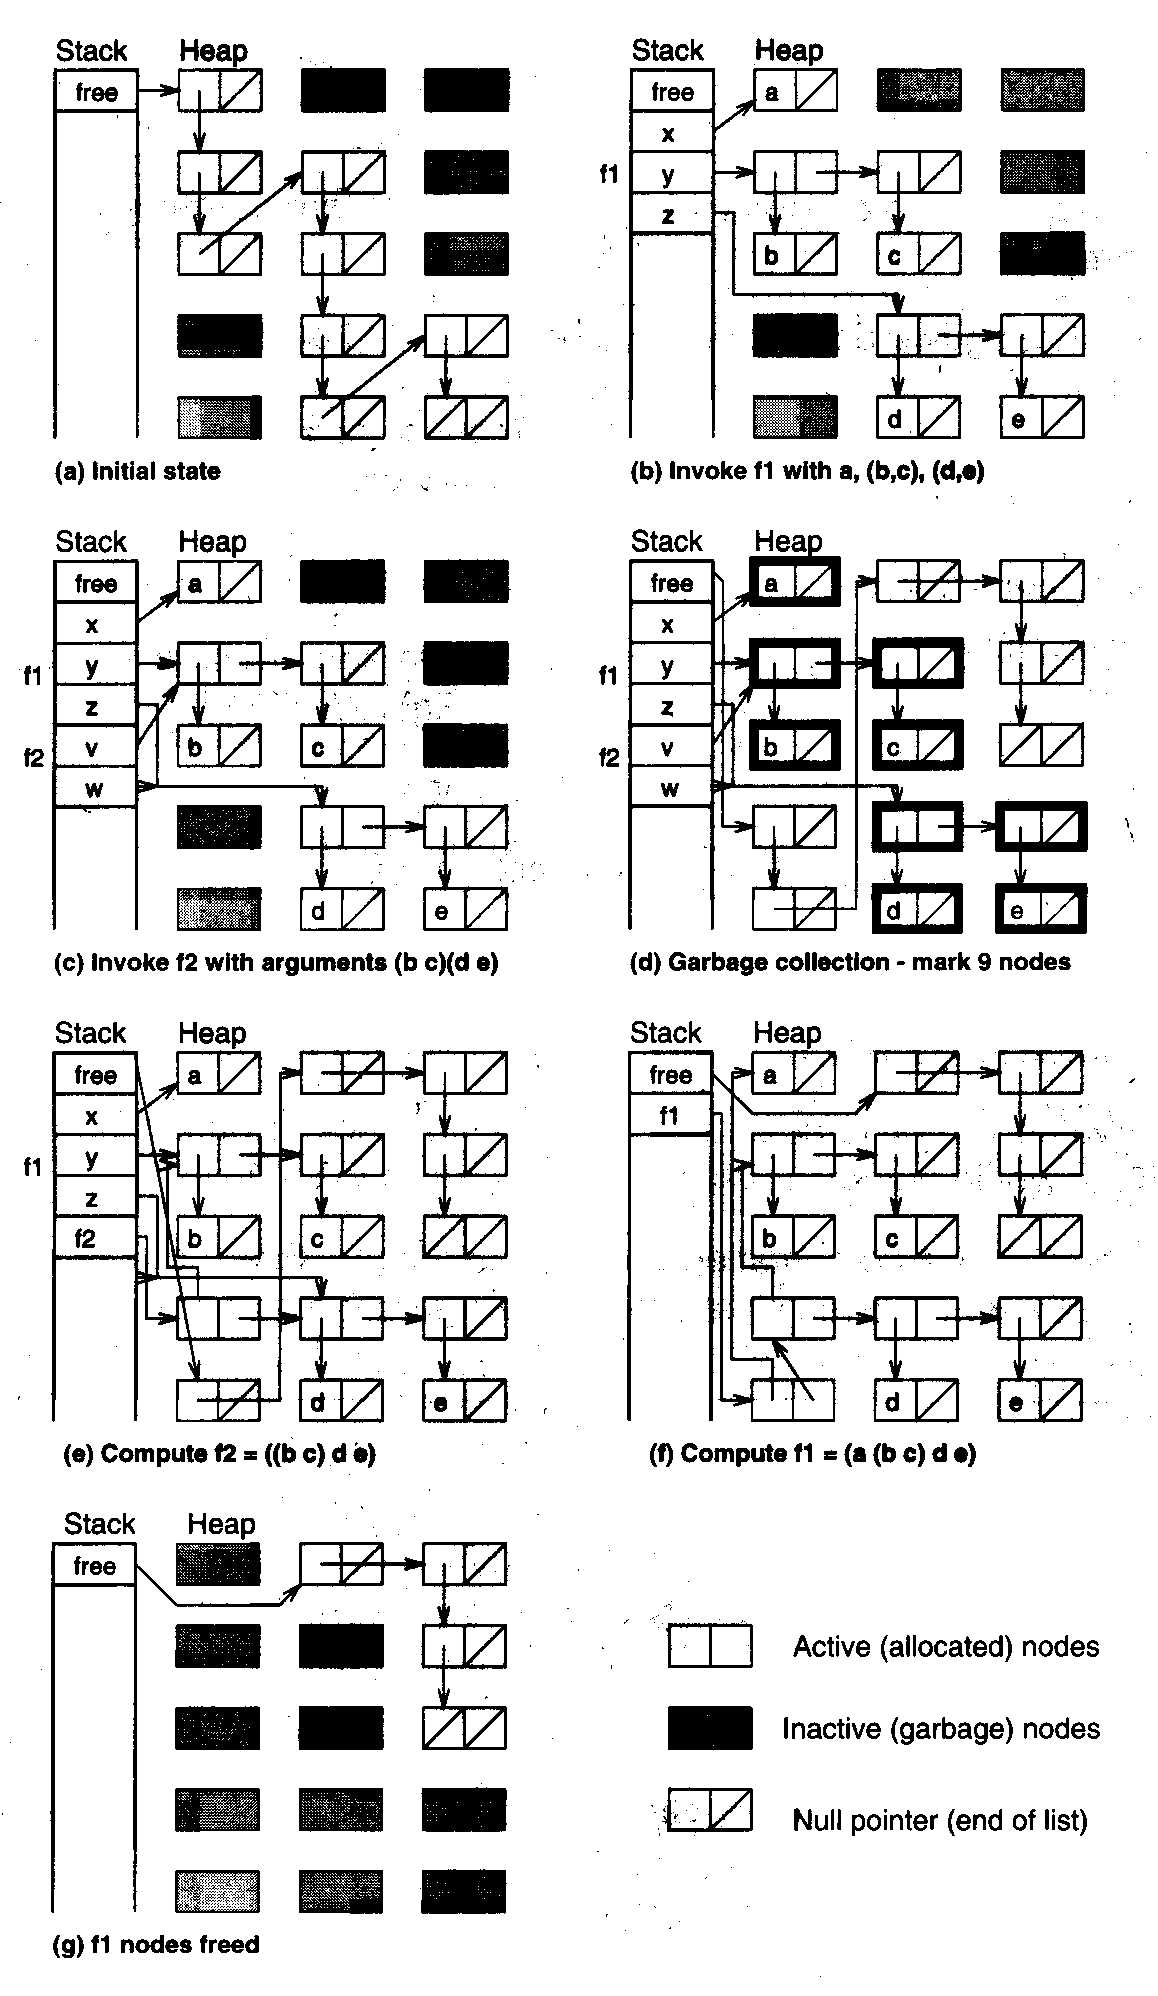 Stack Heap
free
(a) Initial state
Stack Heap
free a
x
f1 y
z
b c
d e
(b) Invoke f1 with a, (b,c), (d,e)
Stack Heap
free a
x
f1 y
z
b c
f2 v
w
d e
(c) Invoke f2 with arguments (b c)(d e)
Stack Heap
free a
x
f1 y
z
b c
f2 v
w
d e
(d) Garbage collection - mark 9 nodes
Stack Heap
free a
x
f1 y
z
f2 b c
d e
(e) Compute f2 = ((b c) d e)
Stack Heap
free a
f1
b c
d e
(f) Compute f1 = (a (b c) d e)
Stack Heap
free
(g) f1 nodes freed
Active (allocated) nodes
Inactive (garbage) nodes
Null pointer (end of list)